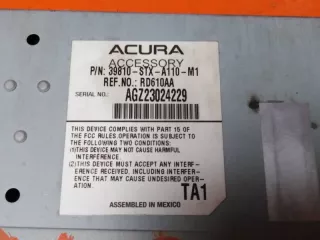 ACURA
ACCESSORY
P/N: 39810-STX-A110-M1
REF.NO.: RD610AA
SERIAL NO.: AGZ23024229
THIS DEVICE COMPLIES WITH PART 15 OF
THE FCC RULES OPERATION IS SUBJECT TO
THE FOLLOWING TWO CONDITIONS:
(1)THIS DEVICE MAY NOT CAUSE HARMFUL
INTERFERENCE.
(2)THIS DEVICE MUST ACCEPT ANY INTERF-
ERENCE RECEIVED, INCLUDING INTERFER-
ENCE THAT MAY CAUSE UNDESIRED OPER-
ATION.
TA1
ASSEMBLED IN MEXICO